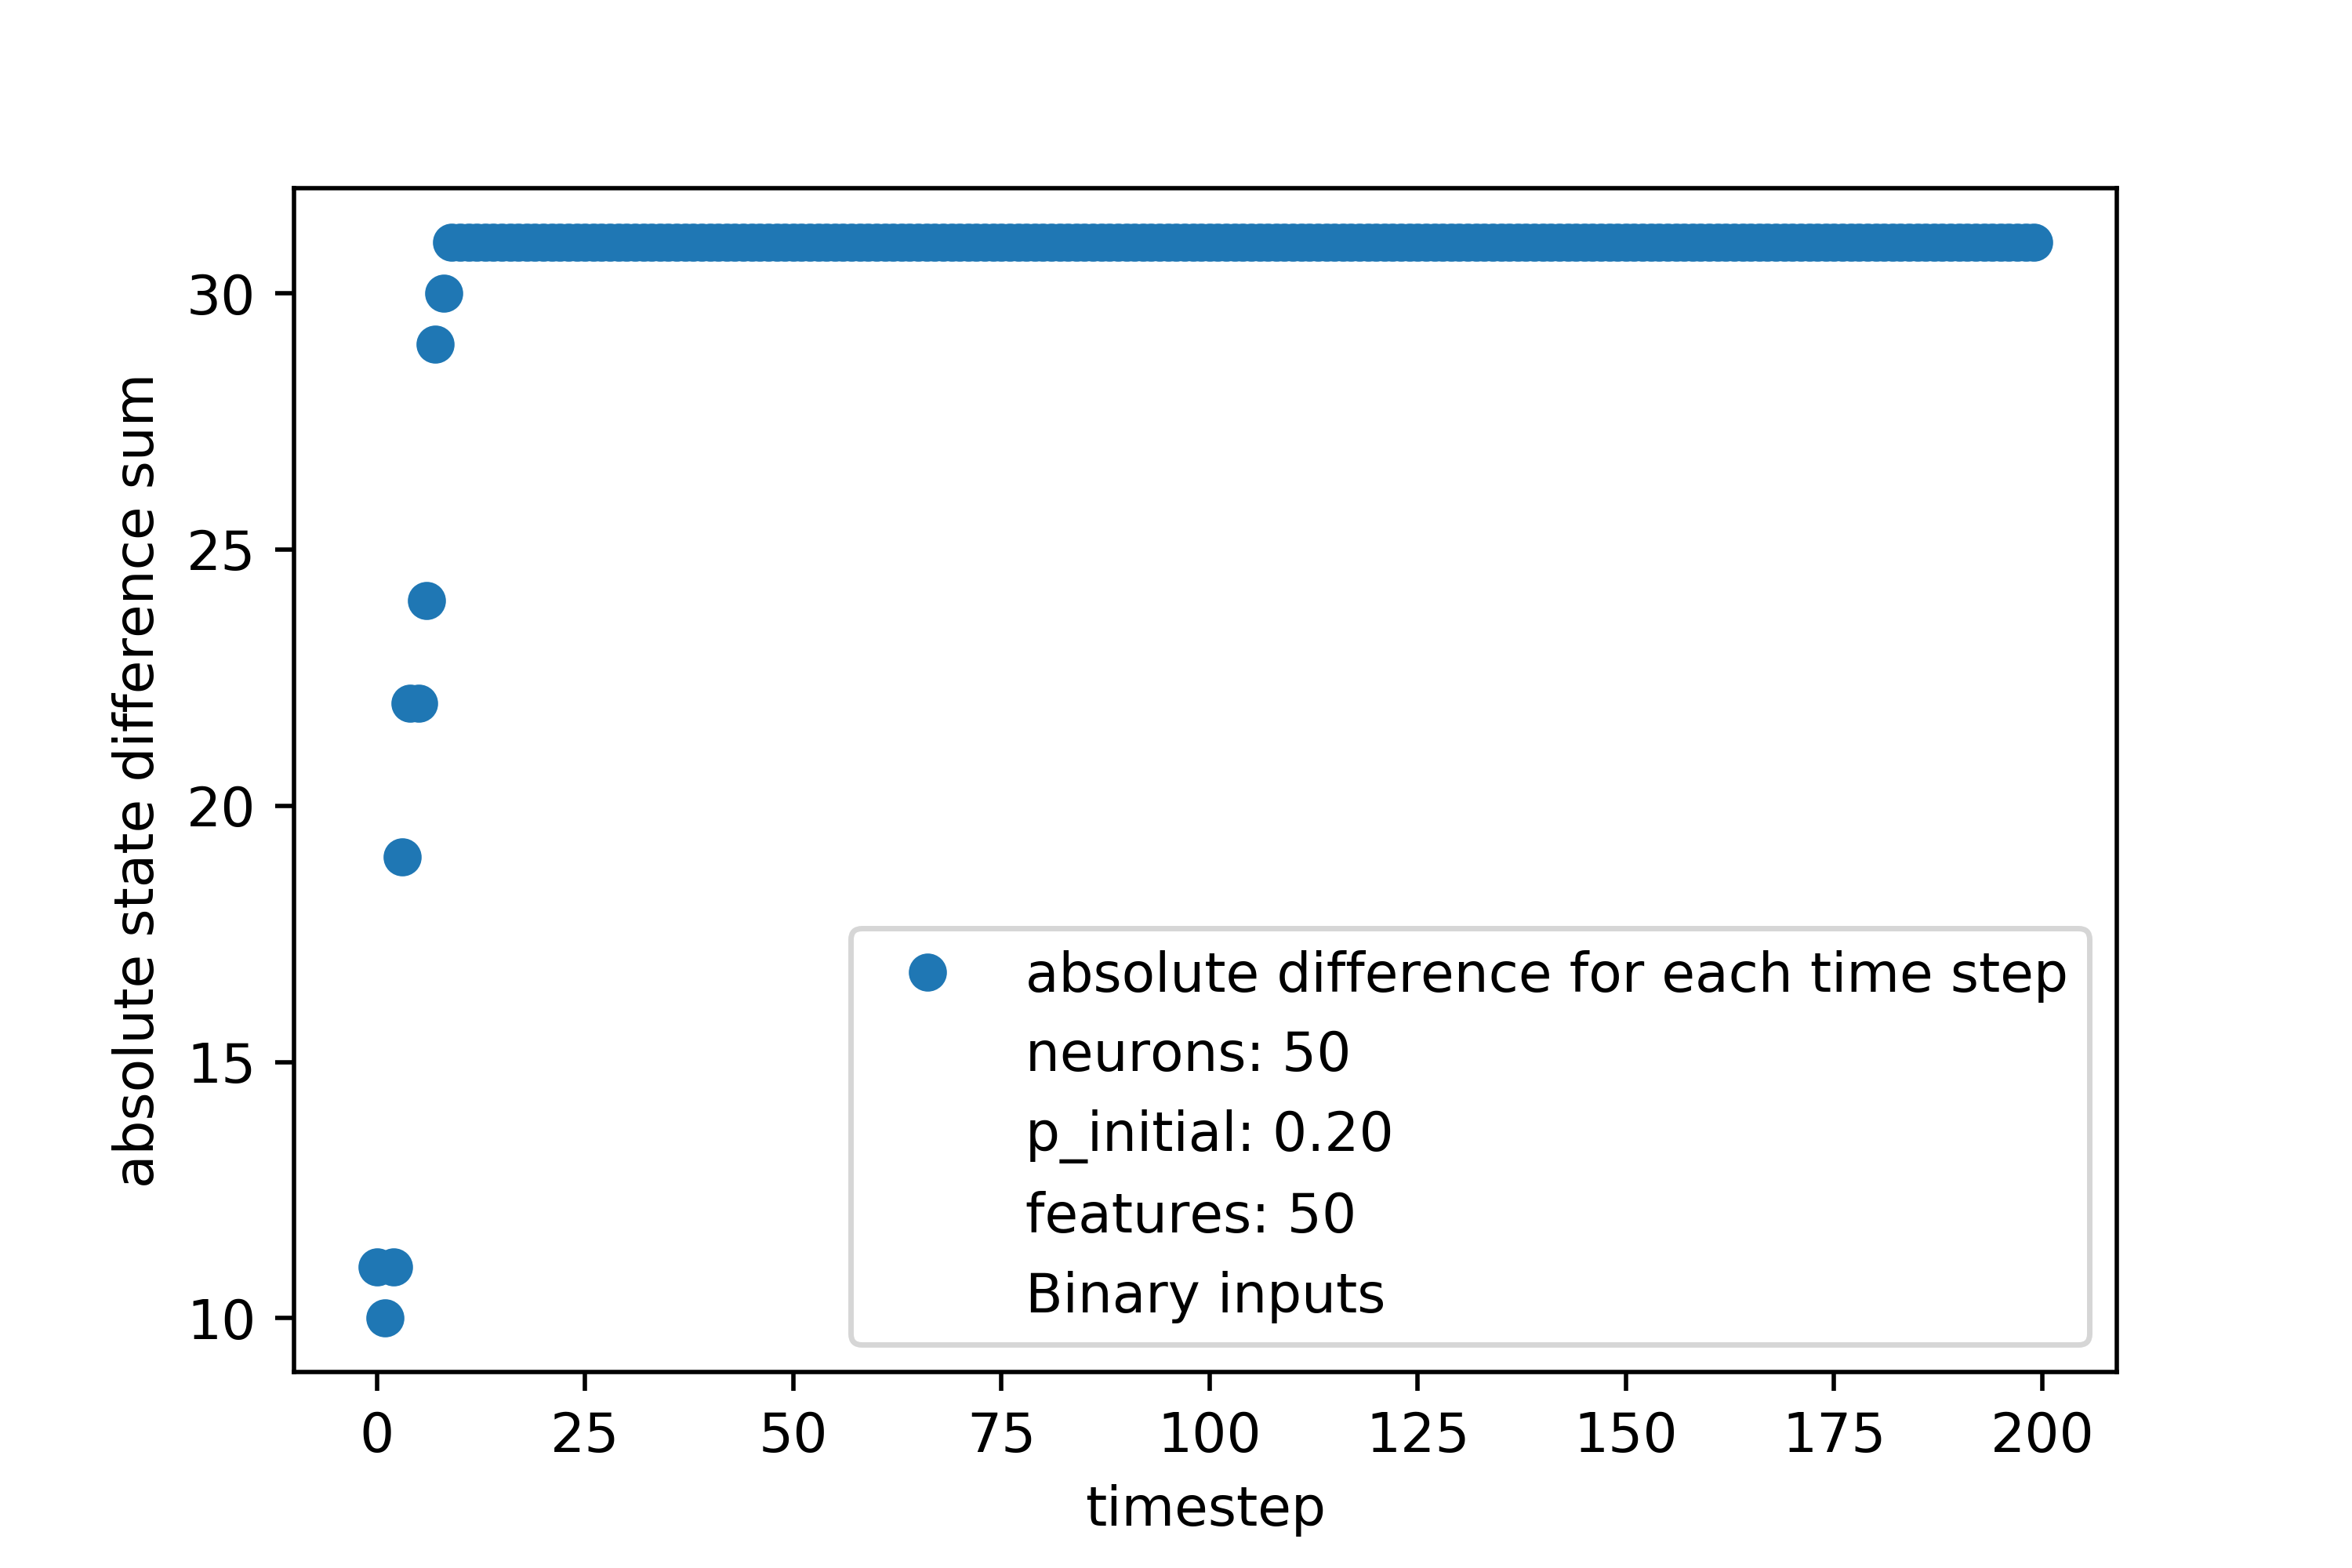 absolute state difference sum
30
25
20
15
10
absolute difference for each time step
neurons: 50
p_initial: 0.20
features: 50
Binary inputs
0 25 50 75 100 125 150 175 200
timestep